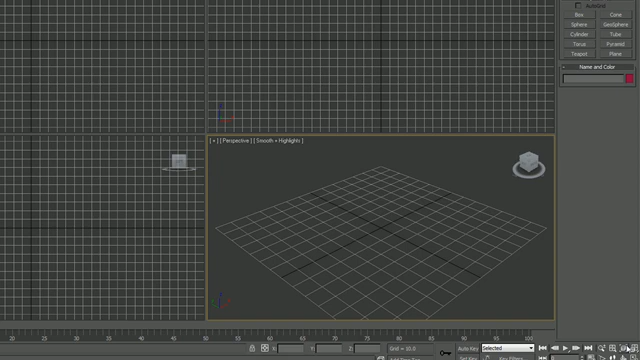 AutoGrid
Box Cone
Sphere GeoSphere
Cylinder Tube
Torus Pyramid
Teapot Plane
- Name and Color
[ + ] [ Perspective ] [ Smooth + Highlights ]
20 25 30 35 40 45 50 55 60 65 70 75 80 85 90 95 100
X: Y: Z: Grid = 10.0 Auto Key Selected
Set Key Key Filters...